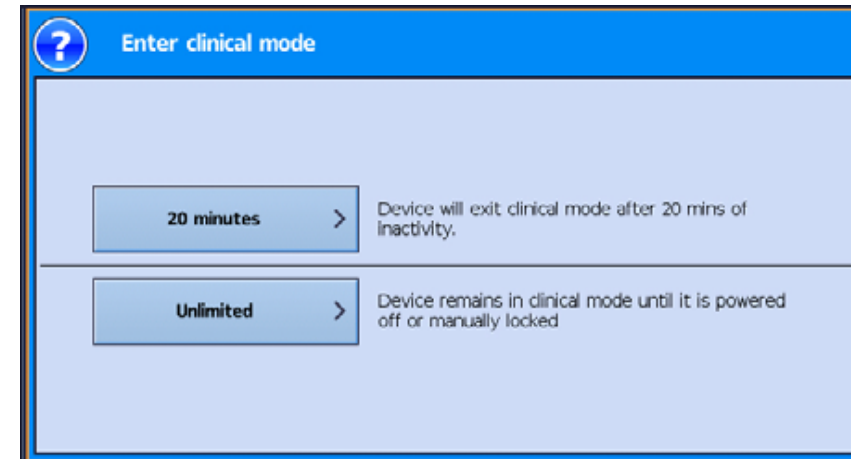 ?
Enter clinical mode
20 minutes >
Device will exit clinical mode after 20 mins of
inactivity.
Unlimited >
Device remains in clinical mode until it is powered
off or manually locked